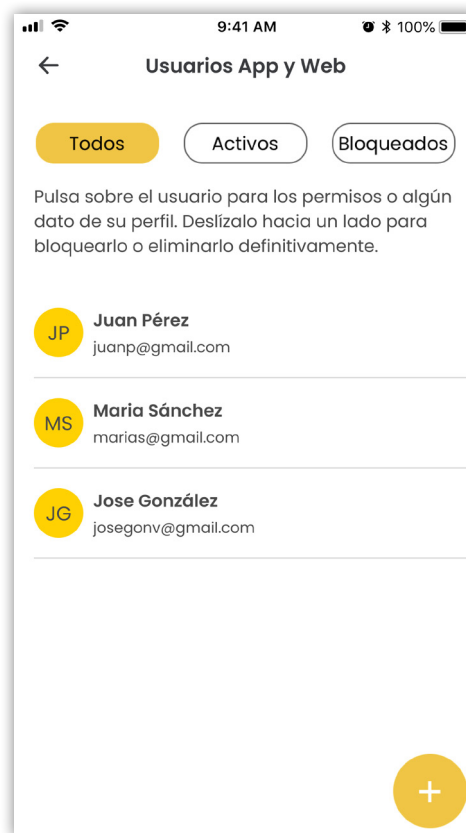 9:41 AM
100%
Usuarios App y Web
Todos
Activos
Bloqueados
Pulsa sobre el usuario para los permisos o algún
dato de su perfil. Deslízalo hacia un lado para
bloquearlo o eliminarlo definitivamente.
JP
Juan Pérez
juanp@gmail.com
MS
Maria Sánchez
marias@gmail.com
JG
Jose González
josegonv@gmail.com
+